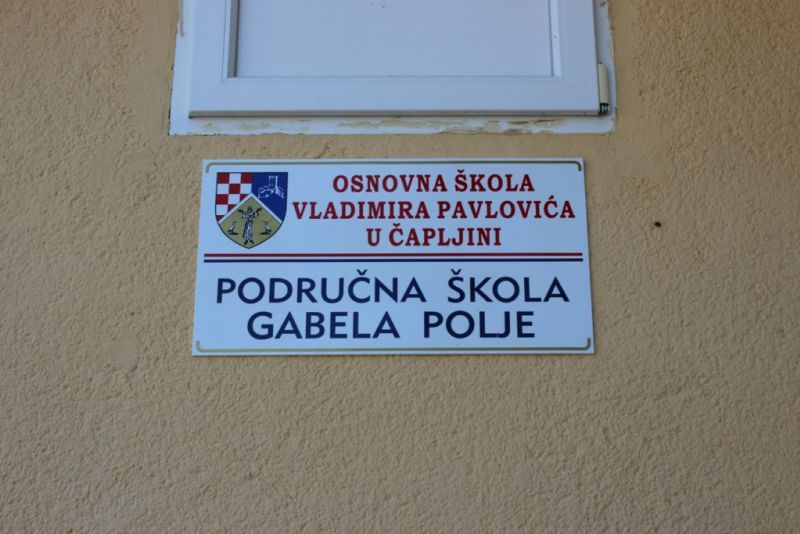 OSNOVNA ŠKOLA
VLADIMIRA PAVLOVIĆA
U ČAPLJINI
PODRUČNA ŠKOLA
GABELA POLJE